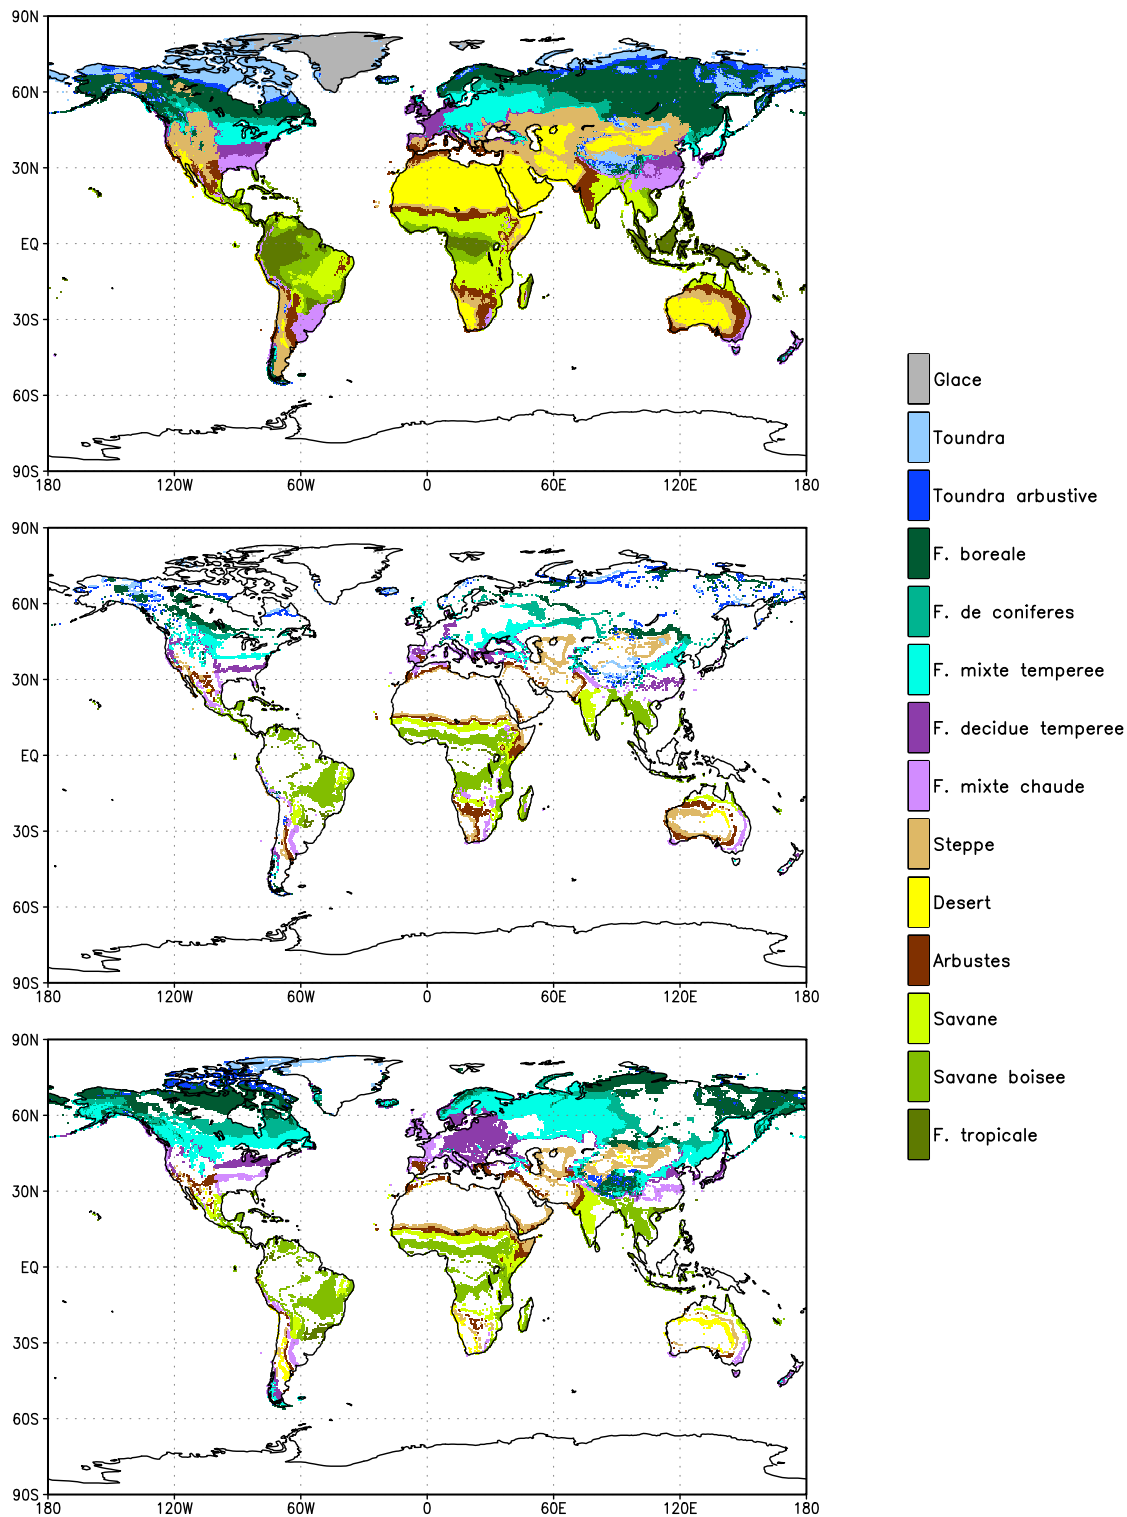 90N
60N
30N
EQ
30S
60S
90S
180 120W 60W 0 60E 120E 180
90N
60N
30N
EQ
30S
60S
90S
180 120W 60W 0 60E 120E 180
90N
60N
30N
EQ
30S
60S
90S
180 120W 60W 0 60E 120E 180
Glace
Toundra
Toundra arbustive
F. boreale
F. de coniferes
F. mixte temperee
F. decidue temperee
F. mixte chaude
Steppe
Desert
Arbustes
Savane
Savane boisee
F. tropicale